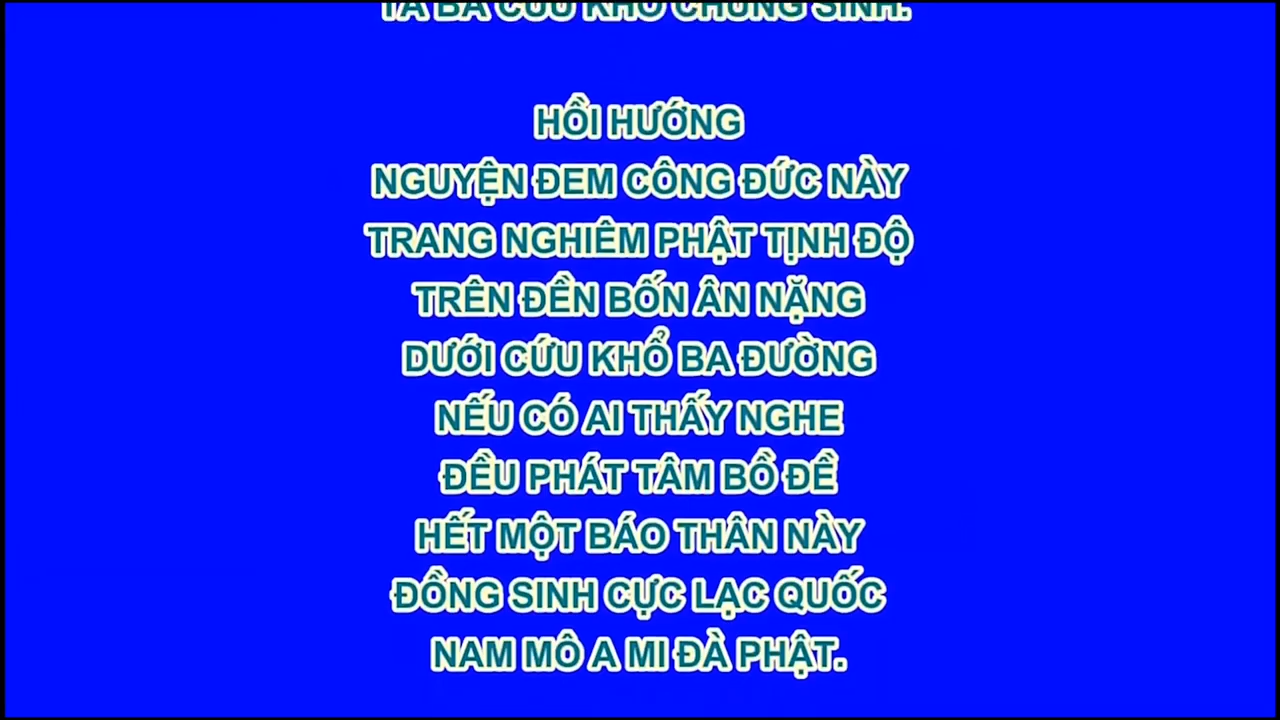 TA BÀ CỨU KHỔ CHÚNG SINH.
HỒI HƯỚNG
NGUYỆN ĐEM CÔNG ĐỨC NÀY
TRANG NGHIÊM PHẬT TỊNH ĐỘ
TRÊN ĐỀN BỐN ÂN NẶNG
DƯỚI CỨU KHỔ BA ĐƯỜNG
NẾU CÓ AI THẤY NGHE
ĐỀU PHÁT TÂM BỒ ĐỀ
HẾT MỘT BÁO THÂN NÀY
ĐỒNG SINH CỰC LẠC QUỐC
NAM MÔ A MI ĐÀ PHẬT.